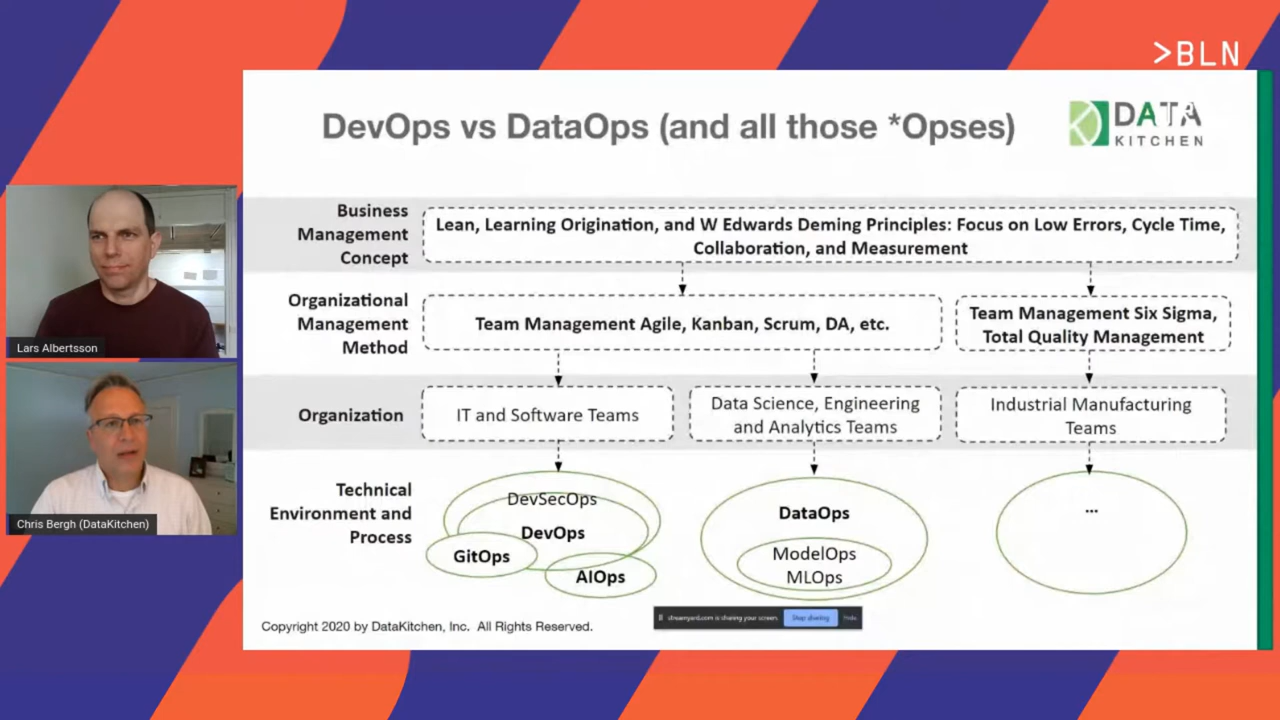 >BLN
DevOps vs DataOps (and all those *Opses)
DATA
KITCHEN
Business
Management
Concept
Lean, Learning Origination, and W Edwards Deming Principles: Focus on Low Errors, Cycle Time,
Collaboration, and Measurement
Organizational
Management
Method
Team Management Agile, Kanban, Scrum, DA, etc.
Team Management Six Sigma,
Total Quality Management
Organization
IT and Software Teams
Data Science, Engineering
and Analytics Teams
Industrial Manufacturing
Teams
Technical
Environment and
Process
DevSecOps
DevOps
GitOps
AIOps
DataOps
ModelOps
MLOps
...
streamyard.com is sharing your screen.
Stop sharing
Hide
Copyright 2020 by DataKitchen, Inc. All Rights Reserved.
Lars Albertsson
Chris Bergh (DataKitchen)